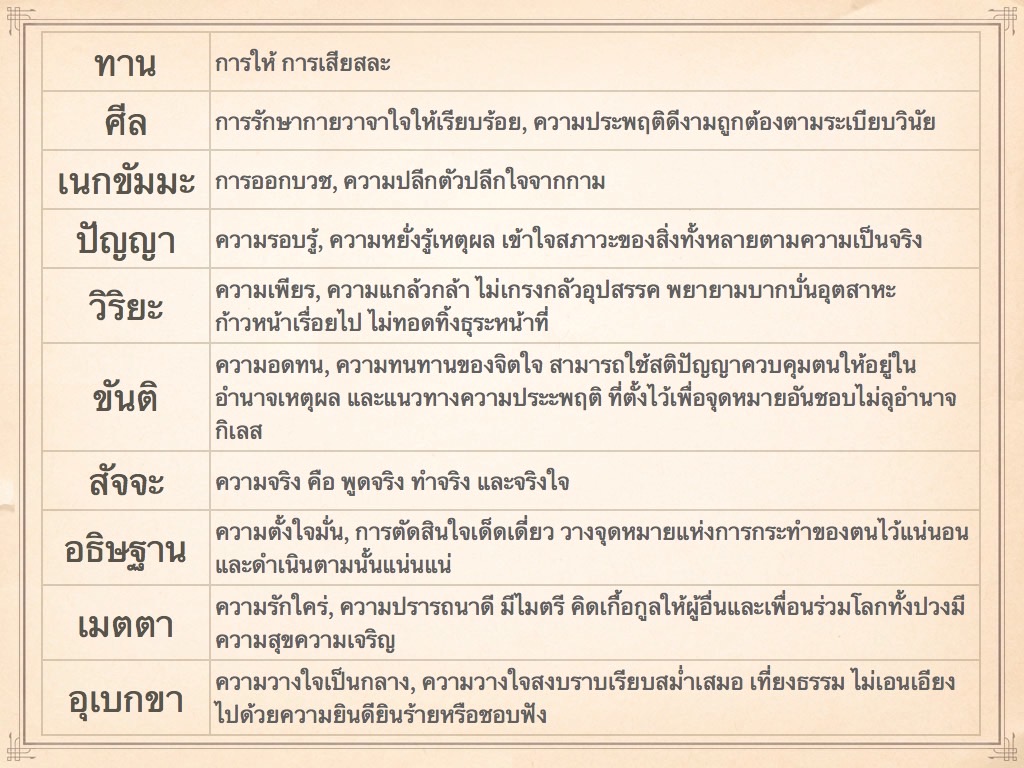 ทาน
การให้ การเสียสละ
ศีล
การรักษากายวาจาใจให้เรียบร้อย, ความประพฤติดีงามถูกต้องตามระเบียบวินัย
เนกขัมมะ
การออกบวช, ความปลีกตัวปลีกใจจากกาม
ปัญญา
ความรอบรู้, ความหยั่งรู้เหตุผล เข้าใจสภาวะของสิ่งทั้งหลายตามความเป็นจริง
วิริยะ
ความเพียร, ความแกล้วกล้า ไม่เกรงกลัวอุปสรรค พยายามบากบั่นอุตสาหะ
ก้าวหน้าเรื่อยไป ไม่ทอดทิ้งธุระหน้าที่
ขันติ
ความอดทน, ความทนทานของจิตใจ สามารถใช้สติปัญญาควบคุมตนให้อยู่ใน
อำนาจเหตุผล และแนวทางความประะพฤติ ที่ตั้งไว้เพื่อจุดหมายอันชอบไม่ลุอำนาจ
กิเลส
สัจจะ
ความจริง คือ พูดจริง ทำจริง และจริงใจ
อธิษฐาน
ความตั้งใจมั่น, การตัดสินใจเด็ดเดี่ยว วางจุดหมายแห่งการกระทำของตนไว้แน่นอน
และดำเนินตามนั้นแน่นแน่
เมตตา
ความรักใคร่, ความปรารถนาดี มีไมตรี คิดเกื้อกูลให้ผู้อื่นและเพื่อนร่วมโลกทั้งปวงมี
ความสุขความเจริญ
อุเบกขา
ความวางใจเป็นกลาง, ความวางใจสงบราบเรียบสม่ำเสมอ เที่ยงธรรม ไม่เอนเอียง
ไปด้วยความยินดียินร้ายหรือชอบฟัง